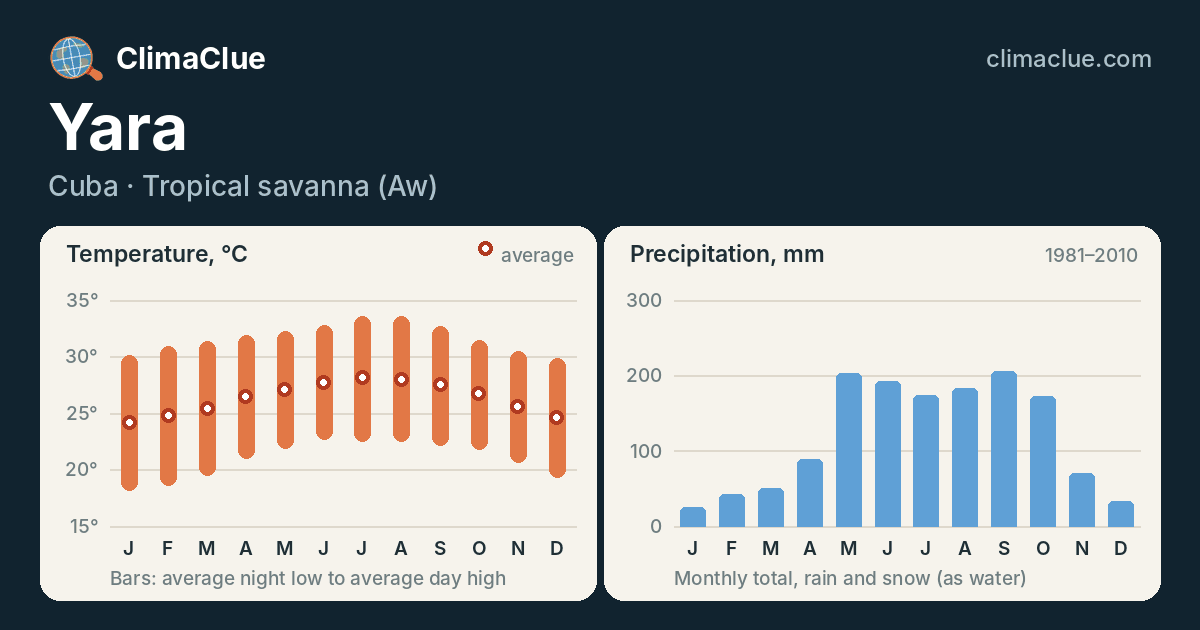 ClimaClue
climaclue.com
Yara
Cuba · Tropical savanna (Aw)
Temperature, °C
average
35°
30°
25°
20°
15°
J F M A M J J A S O N D
Bars: average night low to average day high
Precipitation, mm
1981–2010
300
200
100
0
J F M A M J J A S O N D
Monthly total, rain and snow (as water)